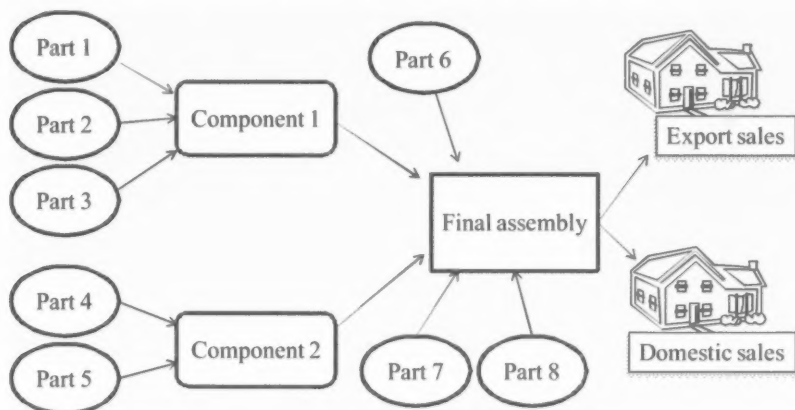 Part 1
Part 2
Part 3
Component 1
Part 4
Part 5
Component 2
Part 6
Final assembly
Part 7
Part 8
Export sales
Domestic sales